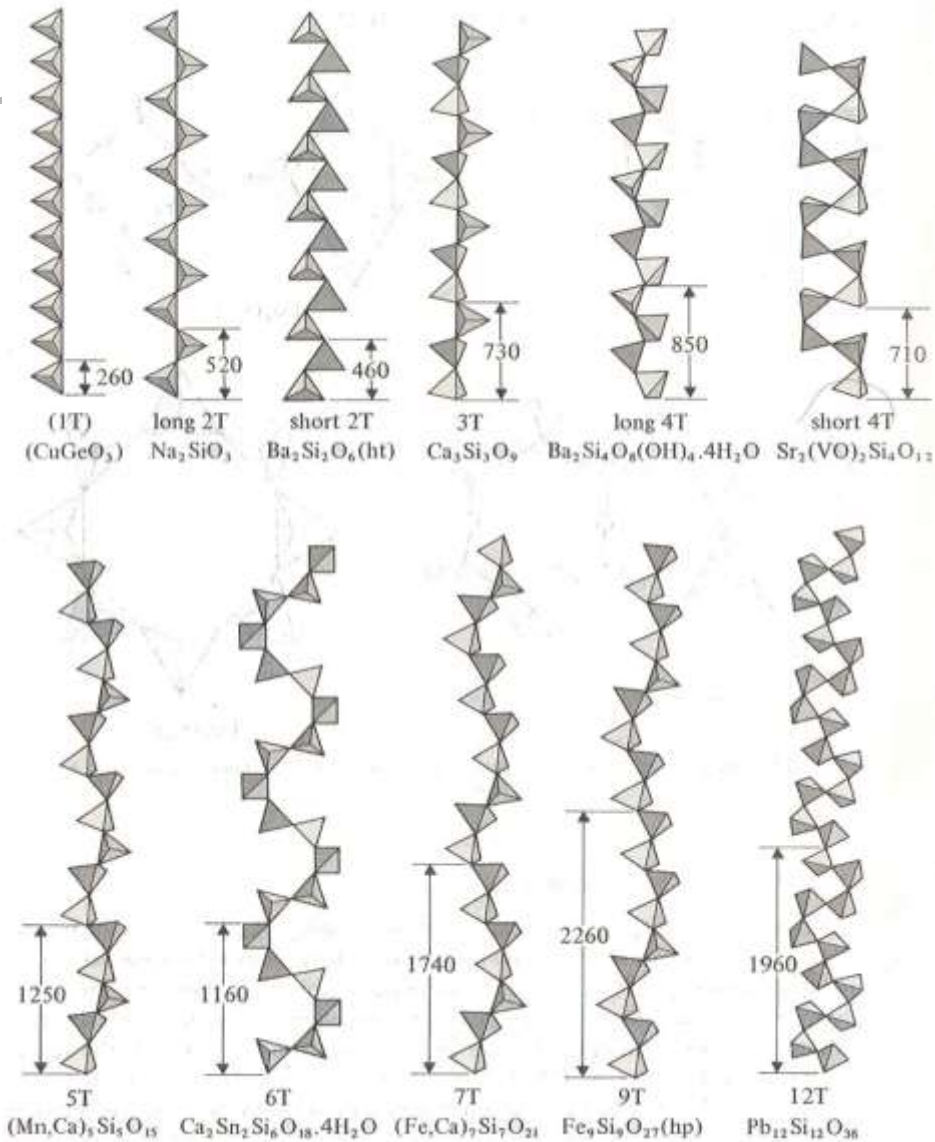 260
520
460
730
850
710
(1T)
long 2T
short 2T
3T
long 4T
short 4T
(CuGeO₃)
Na₂SiO₃
Ba₂Si₂O₆(ht)
Ca₃Si₃O₉
Ba₂Si₄O₈(OH)₄.4H₂O
Sr₂(VO)₂Si₄O₁₂
1250
1160
1740
2260
1960
5T
6T
7T
9T
12T
(Mn,Ca)₅Si₅O₁₅
Ca₂Sn₂Si₆O₁₈.4H₂O
(Fe,Ca)₇Si₇O₂₁
Fe₉Si₉O₂₇(hp)
Pb₁₂Si₁₂O₃₆